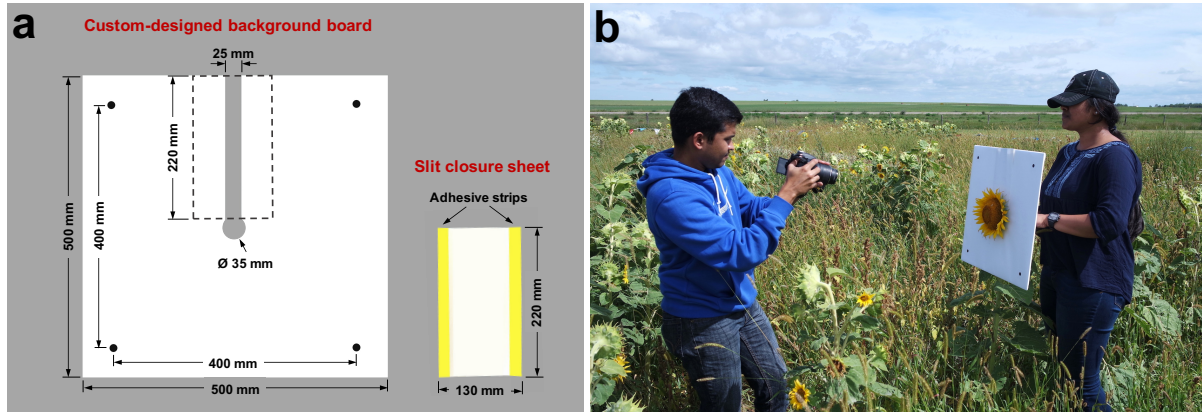 a
Custom-designed background board
25 mm
220 mm
500 mm
400 mm
Ø 35 mm
400 mm
500 mm
Slit closure sheet
Adhesive strips
220 mm
130 mm
b